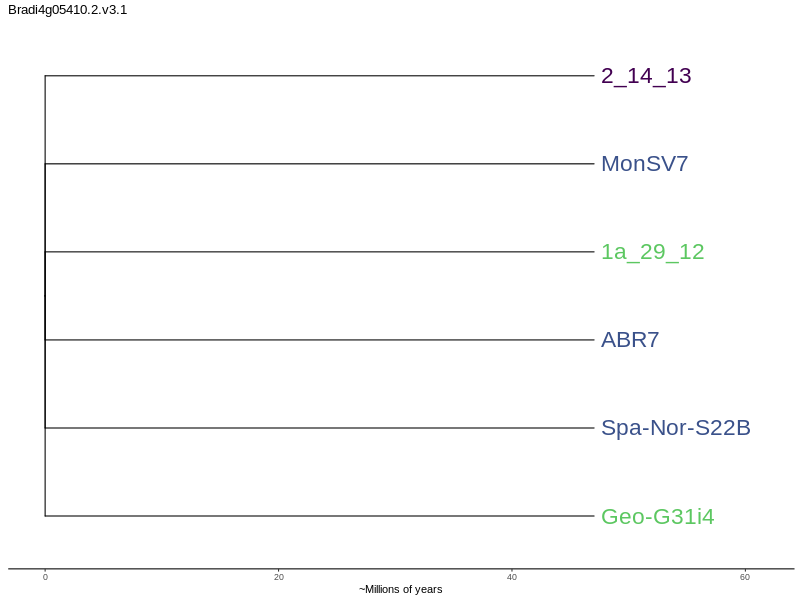 Bradi4g05410.2.v3.1
2_14_13
MonSV7
1a_29_12
ABR7
Spa-Nor-S22B
Geo-G31i4
0 20 40 60
~Millions of years